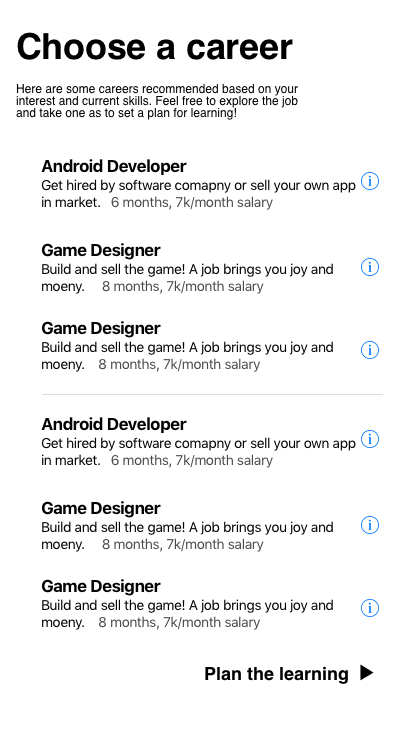 Choose a career
Here are some careers recommended based on your
interest and current skills. Feel free to explore the job
and take one as to set a plan for learning!
Android Developer
Get hired by software comapny or sell your own app
in market. 6 months, 7k/month salary
Game Designer
Build and sell the game! A job brings you joy and
moeny. 8 months, 7k/month salary
Game Designer
Build and sell the game! A job brings you joy and
moeny. 8 months, 7k/month salary
Android Developer
Get hired by software comapny or sell your own app
in market. 6 months, 7k/month salary
Game Designer
Build and sell the game! A job brings you joy and
moeny. 8 months, 7k/month salary
Game Designer
Build and sell the game! A job brings you joy and
moeny. 8 months, 7k/month salary
Plan the learning